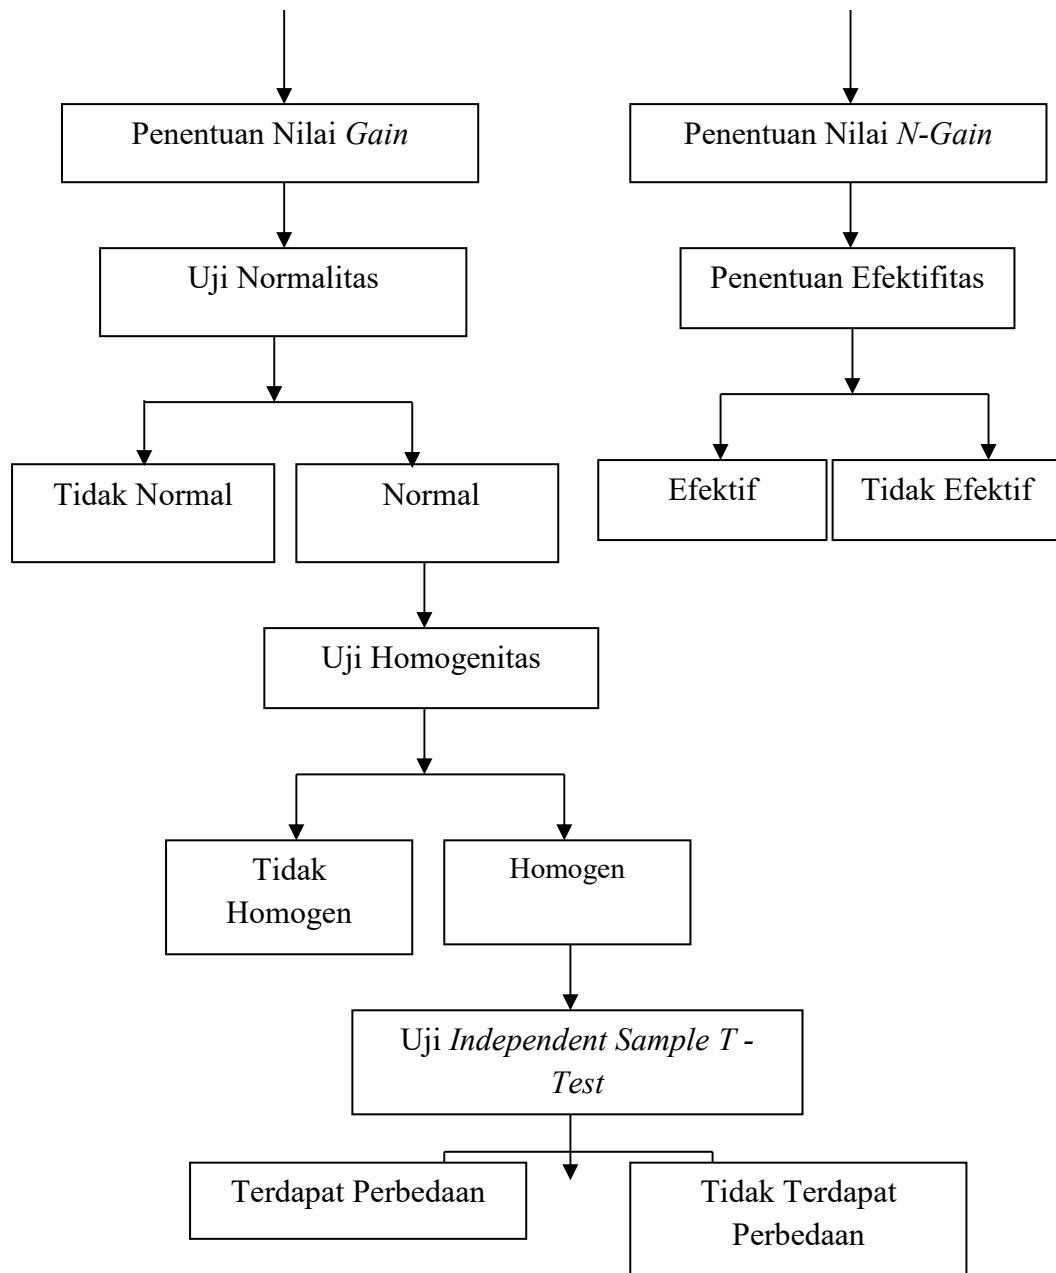 Penentuan Nilai Gain
Penentuan Nilai N-Gain
Uji Normalitas
Penentuan Efektifitas
Tidak Normal
Normal
Efektif
Tidak Efektif
Uji Homogenitas
Tidak
Homogen
Homogen
Uji Independent Sample T -
Test
Terdapat Perbedaan
Tidak Terdapat
Perbedaan